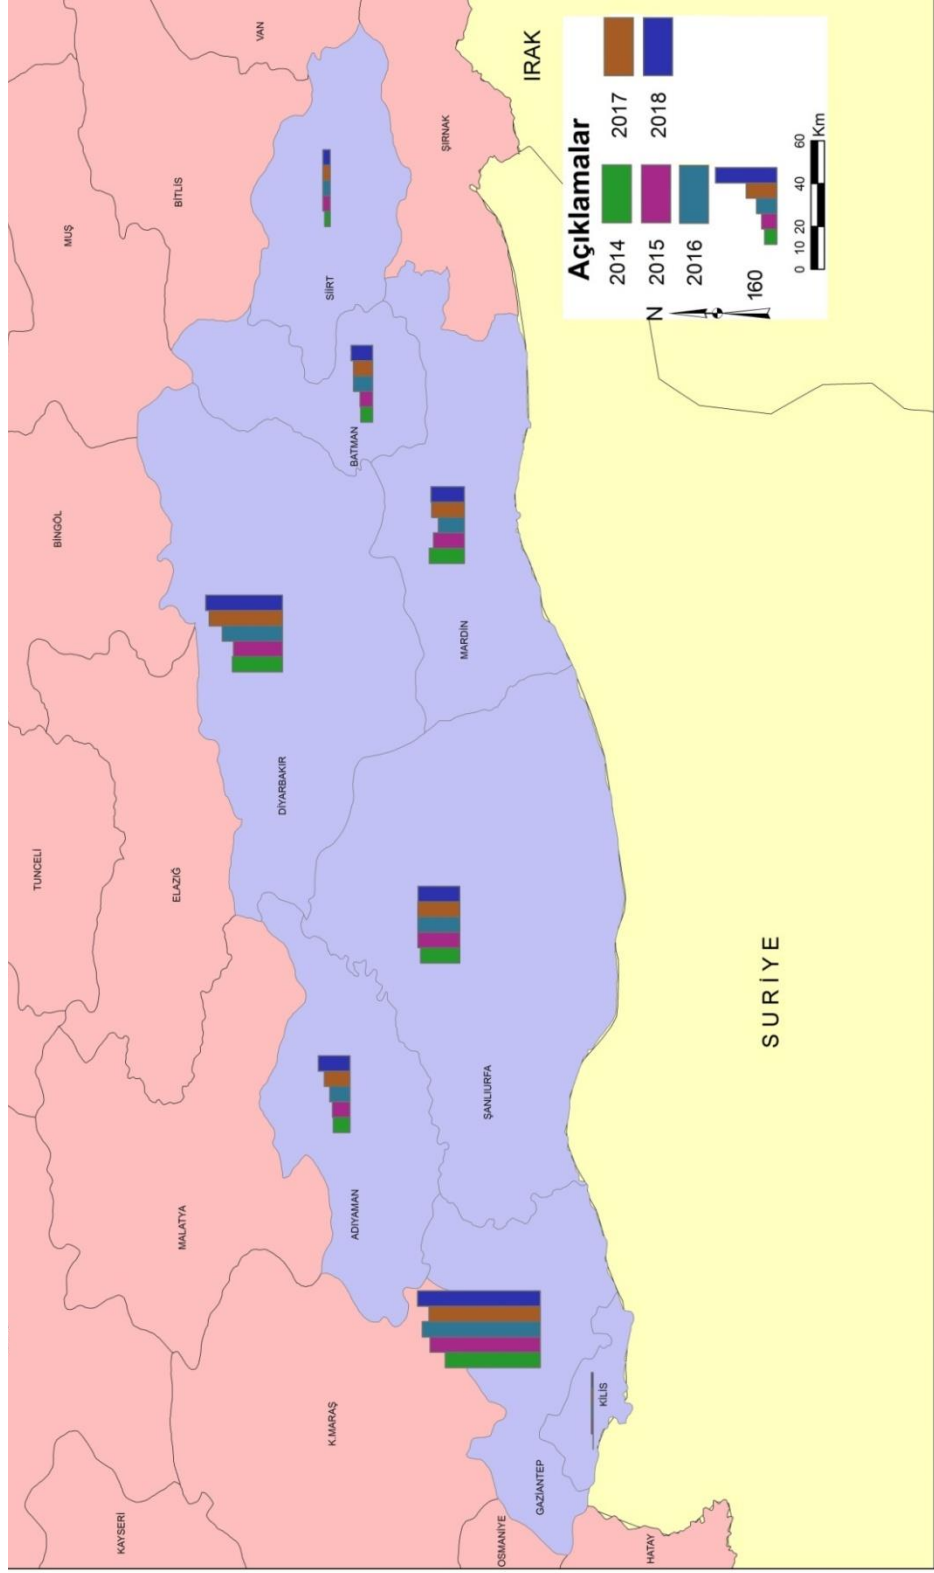 TUNCELİ
BİNGÖL
MUŞ
KAYSERİ
MALATYA
ELAZIĞ
BİTLİS
VAN
DİYARBAKIR
K.MARAŞ
SİİRT
ADIYAMAN
BATMAN
ŞIRNAK
MARDİN
ŞANLIURFA
OSMANİYE
GAZİANTEP
IRAK
KİLİS
HATAY
SURİYE
Açıklamalar
2014 2017
2015 2018
2016
N
160
0 10 20 40 60
Km